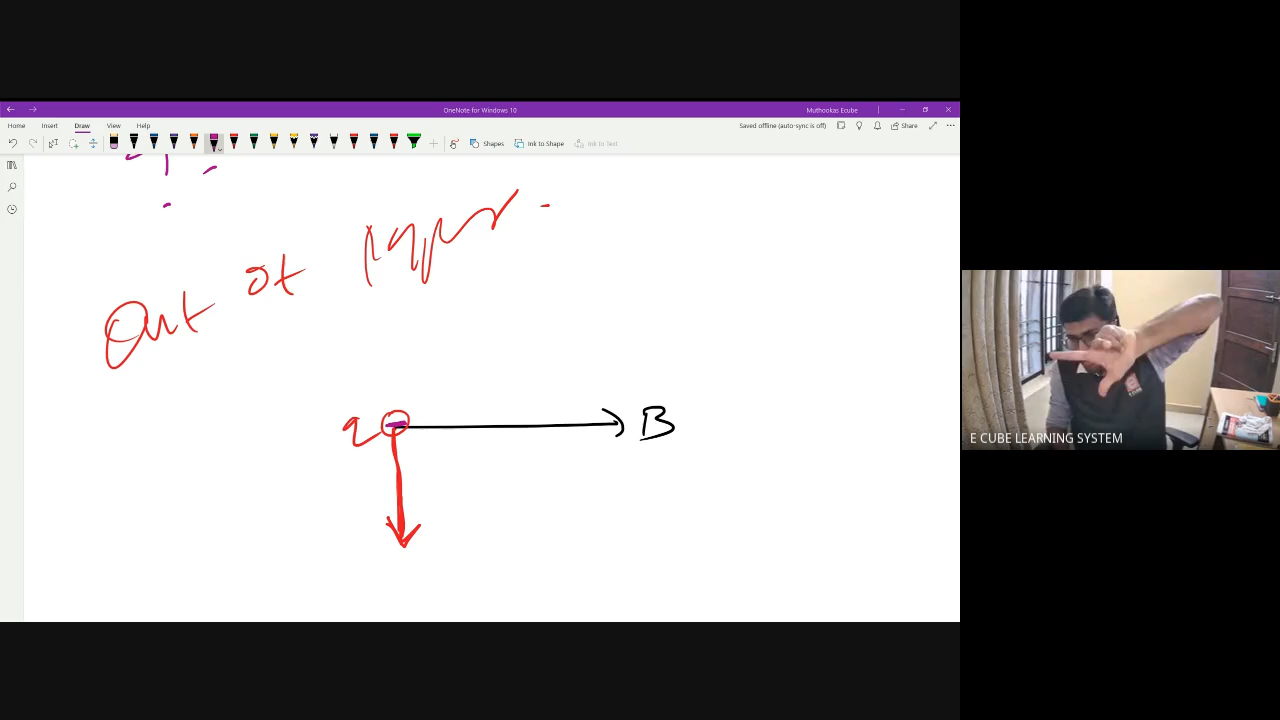 OneNote for Windows 10
Muthookas Ecube
Home Insert Draw View Help
Saved offline (auto-sync is off)
Share
Shapes
Ink to Shape
Ink to Text
Out of paper.
q
B
E CUBE LEARNING SYSTEM